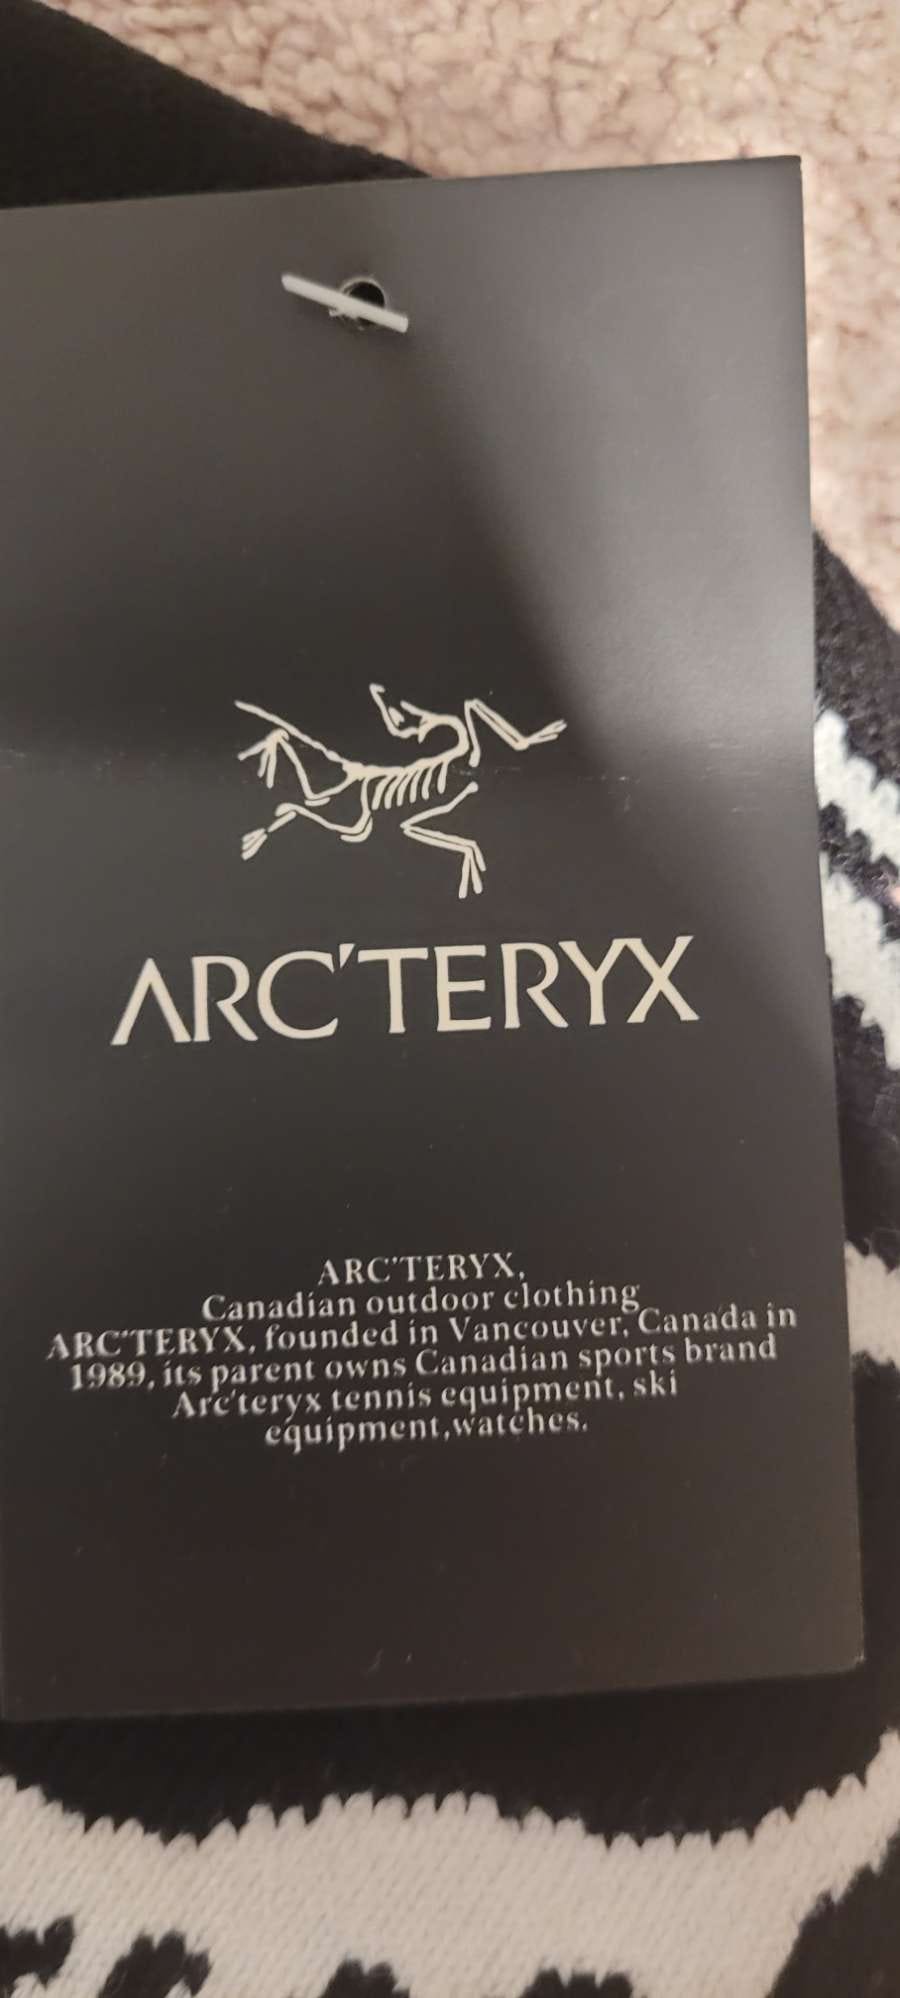 ARC'TERYX
ARC'TERYX,
Canadian outdoor clothing
ARC'TERYX, founded in Vancouver, Canada in
1989, its parent owns Canadian sports brand
Arc'teryx tennis equipment, ski
equipment,watches.